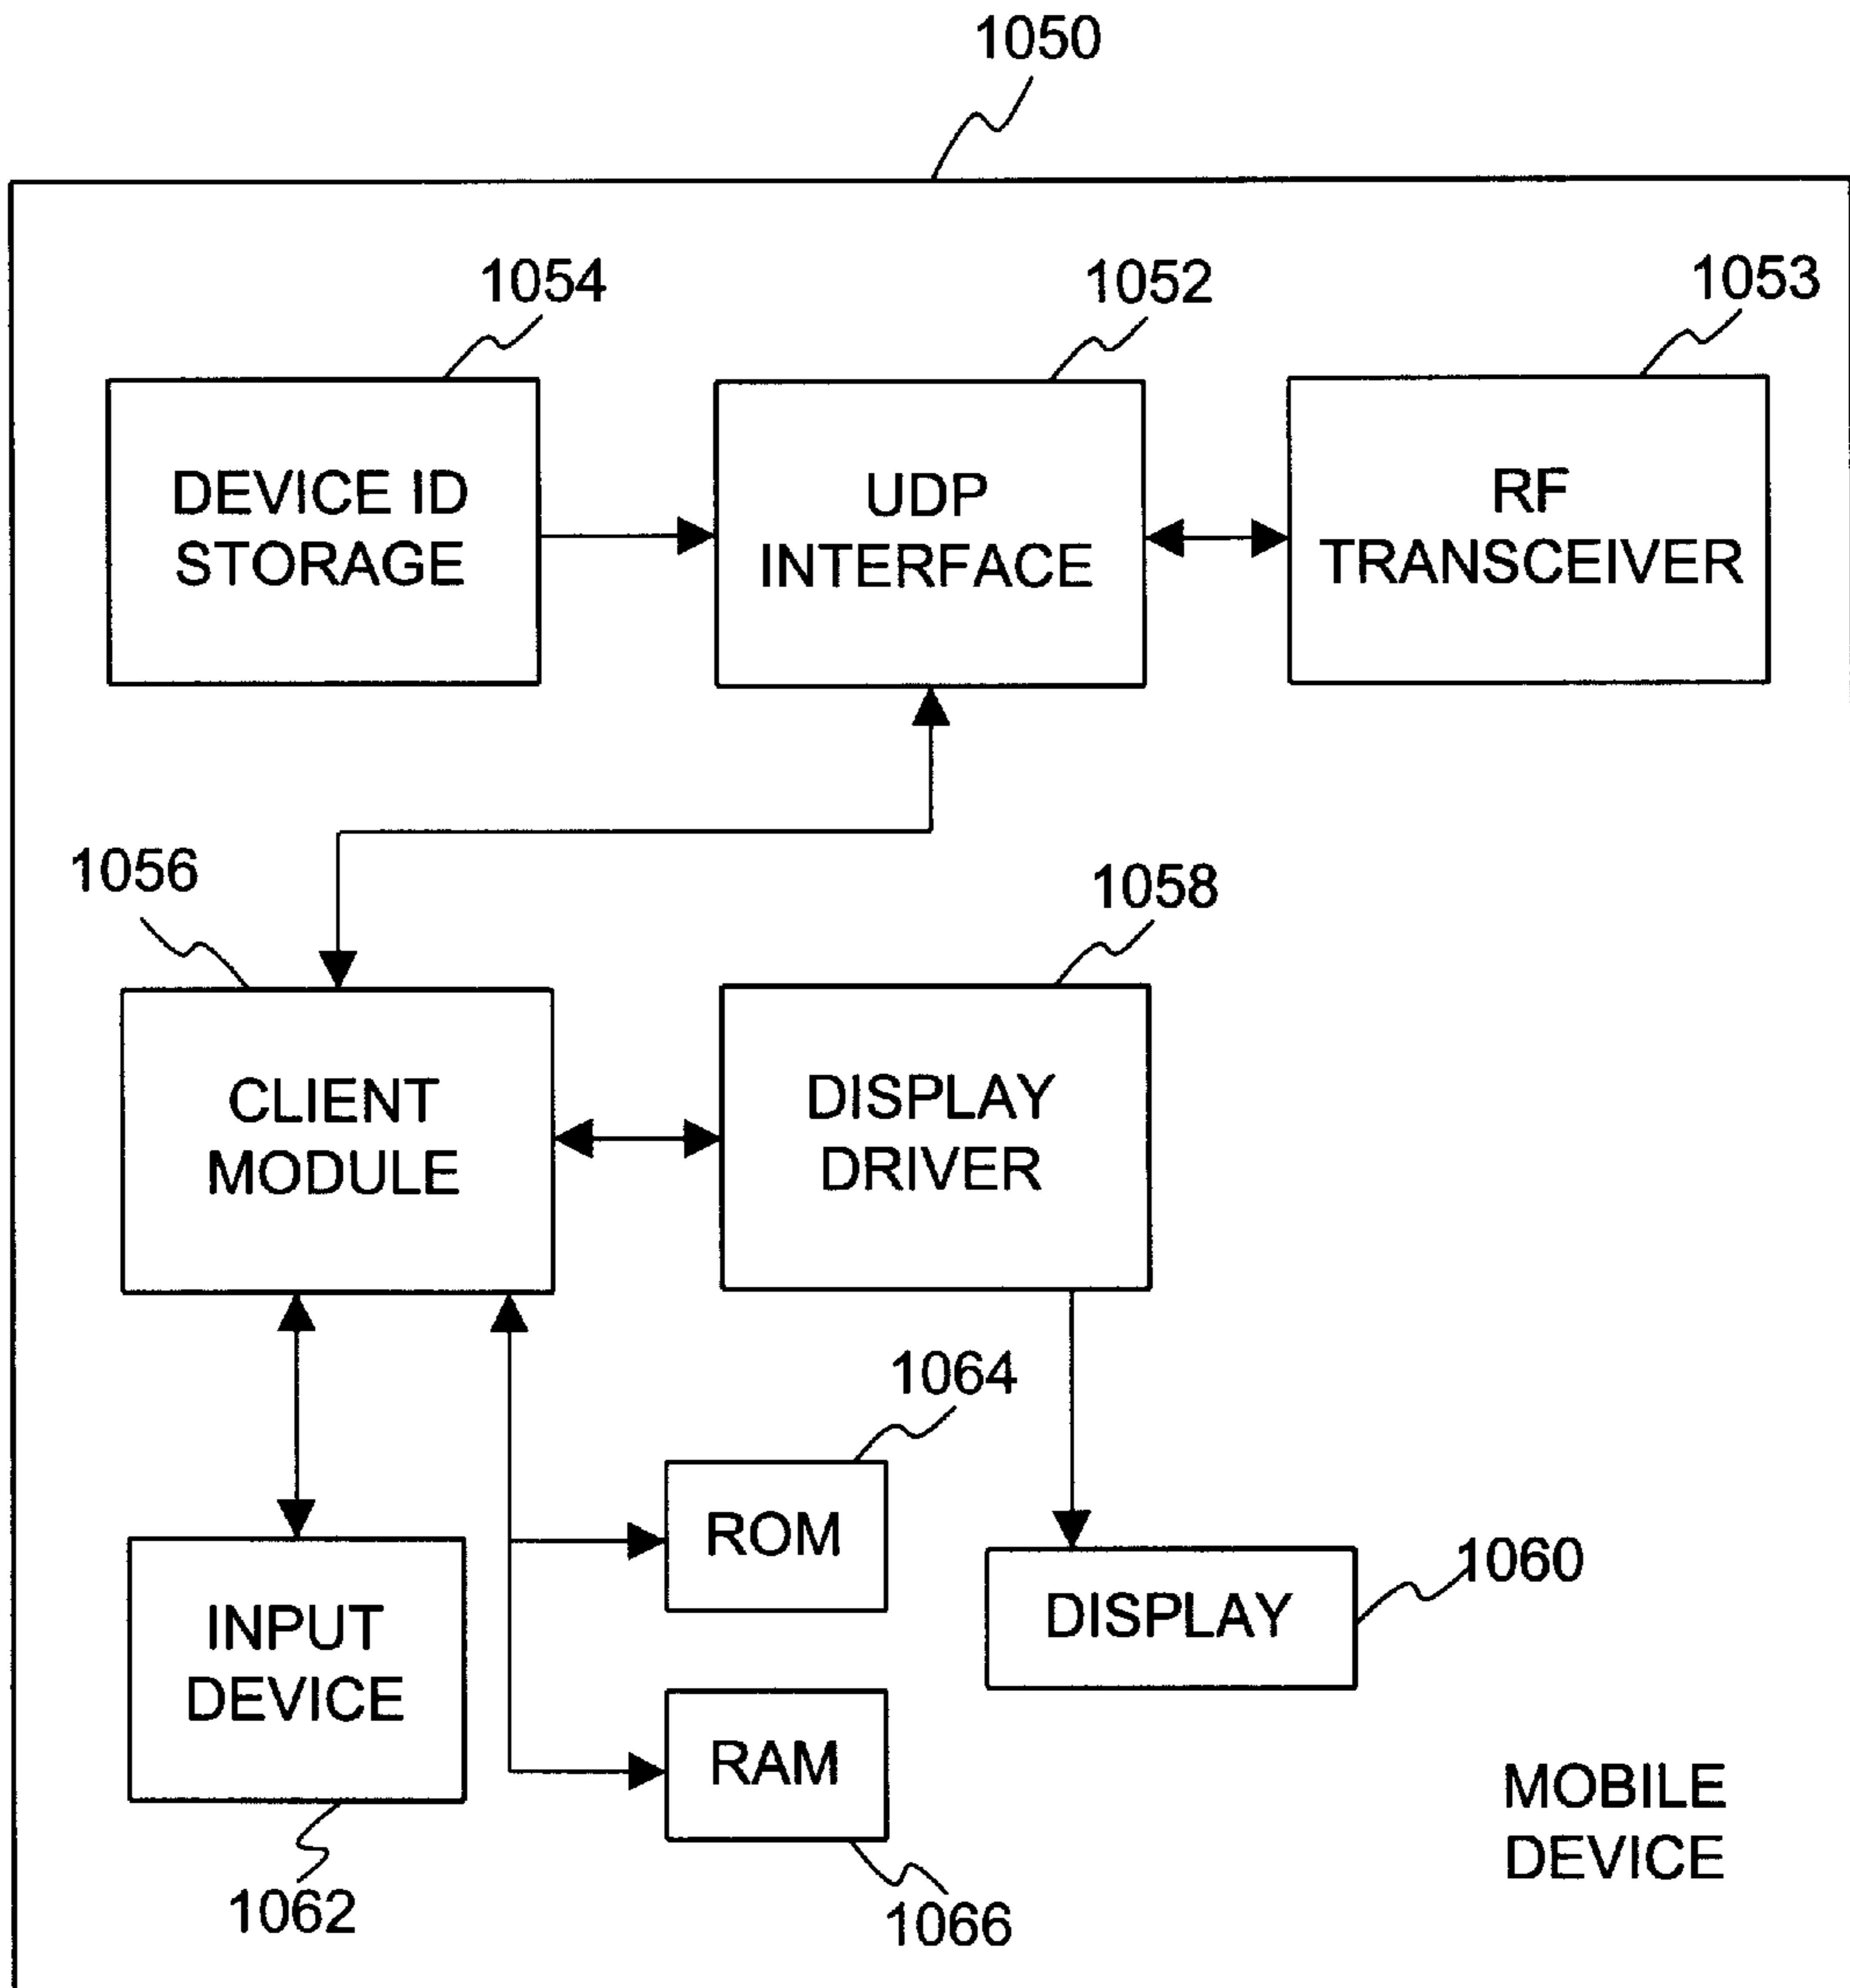 1050
1054
1052
1053
DEVICE ID
STORAGE
UDP
INTERFACE
RF
TRANSCEIVER
1056
1058
CLIENT
MODULE
DISPLAY
DRIVER
1064
ROM
1060
DISPLAY
INPUT
DEVICE
RAM
MOBILE
DEVICE
1062
1066